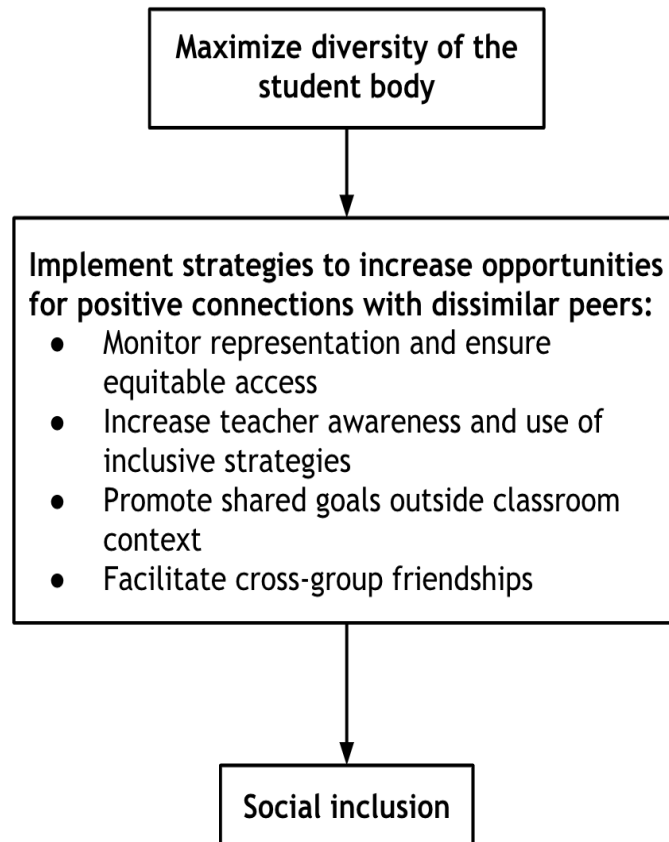 Maximize diversity of the
student body
Implement strategies to increase opportunities
for positive connections with dissimilar peers:
● Monitor representation and ensure
equitable access
● Increase teacher awareness and use of
inclusive strategies
● Promote shared goals outside classroom
context
● Facilitate cross-group friendships
Social inclusion